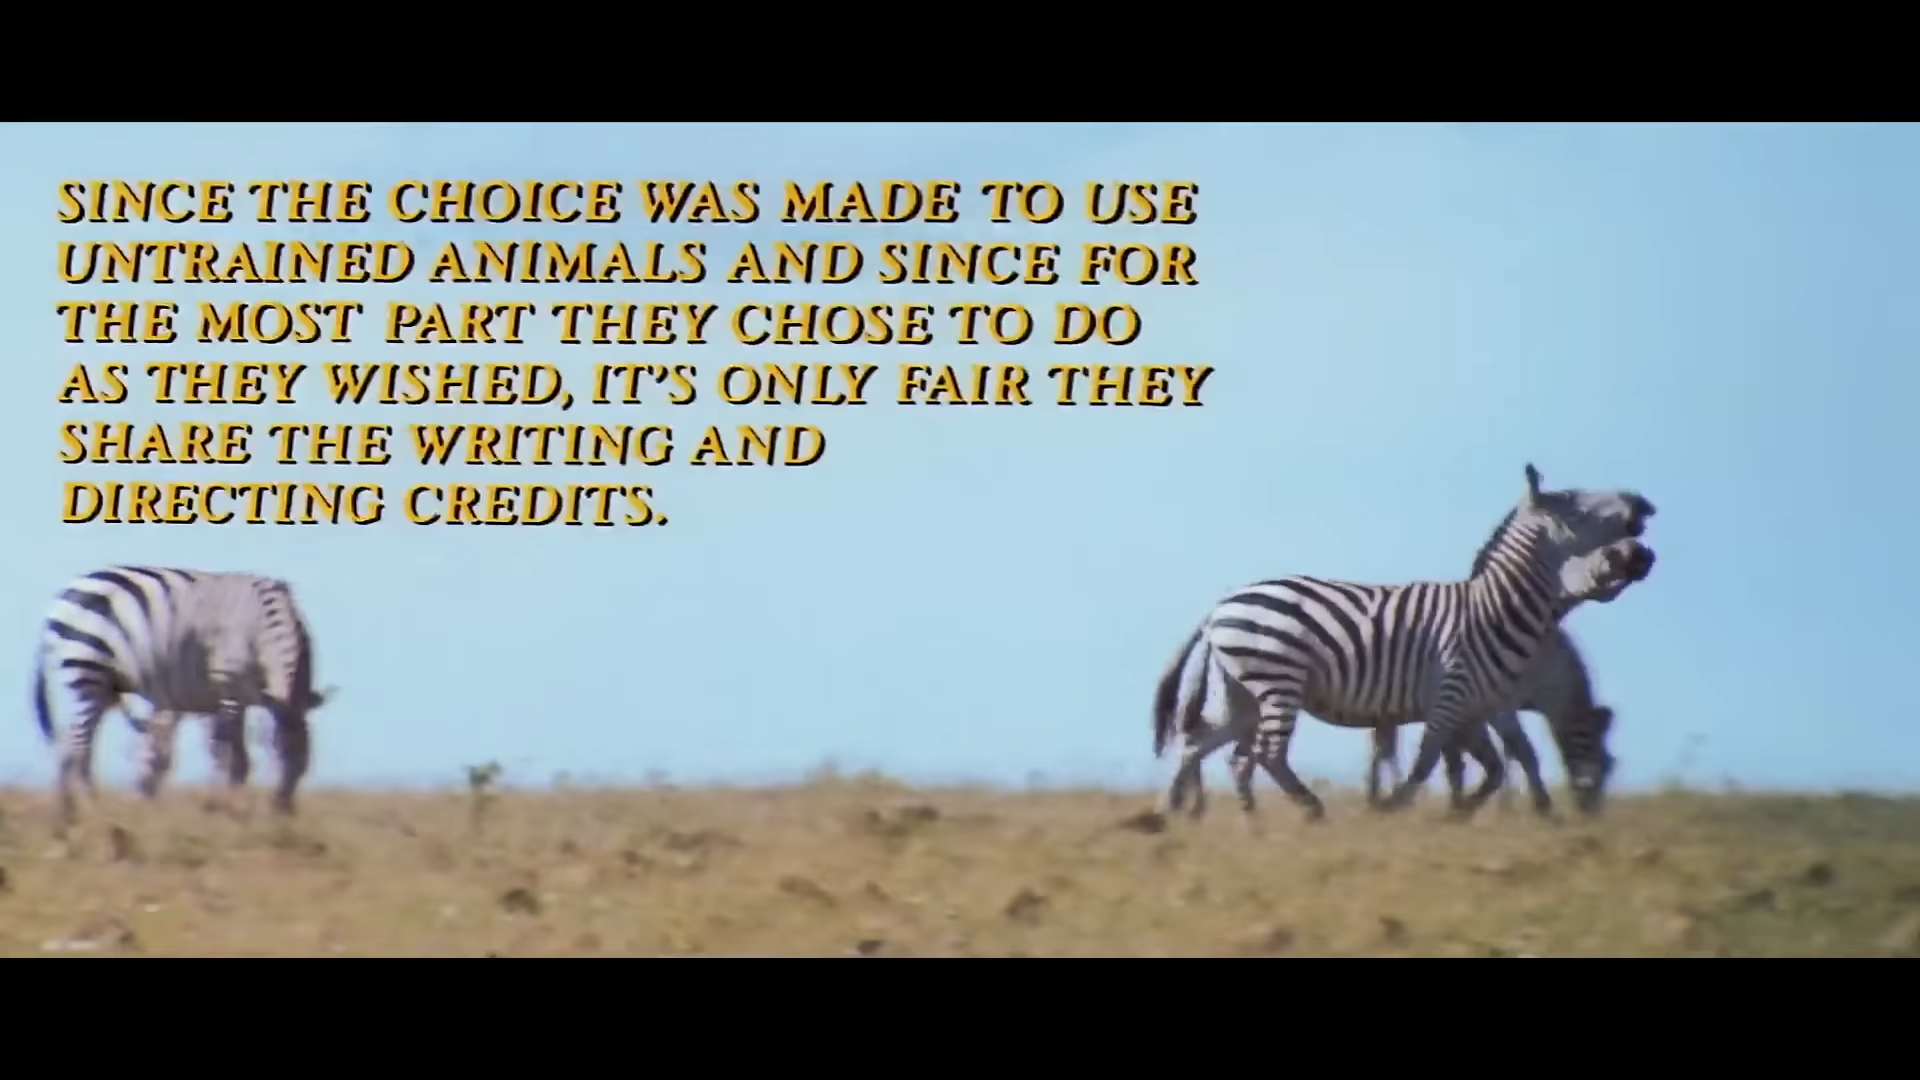 SINCE THE CHOICE WAS MADE TO USE
UNTRAINED ANIMALS AND SINCE FOR
THE MOST PART THEY CHOSE TO DO
AS THEY WISHED, IT'S ONLY FAIR THEY
SHARE THE WRITING AND
DIRECTING CREDITS.